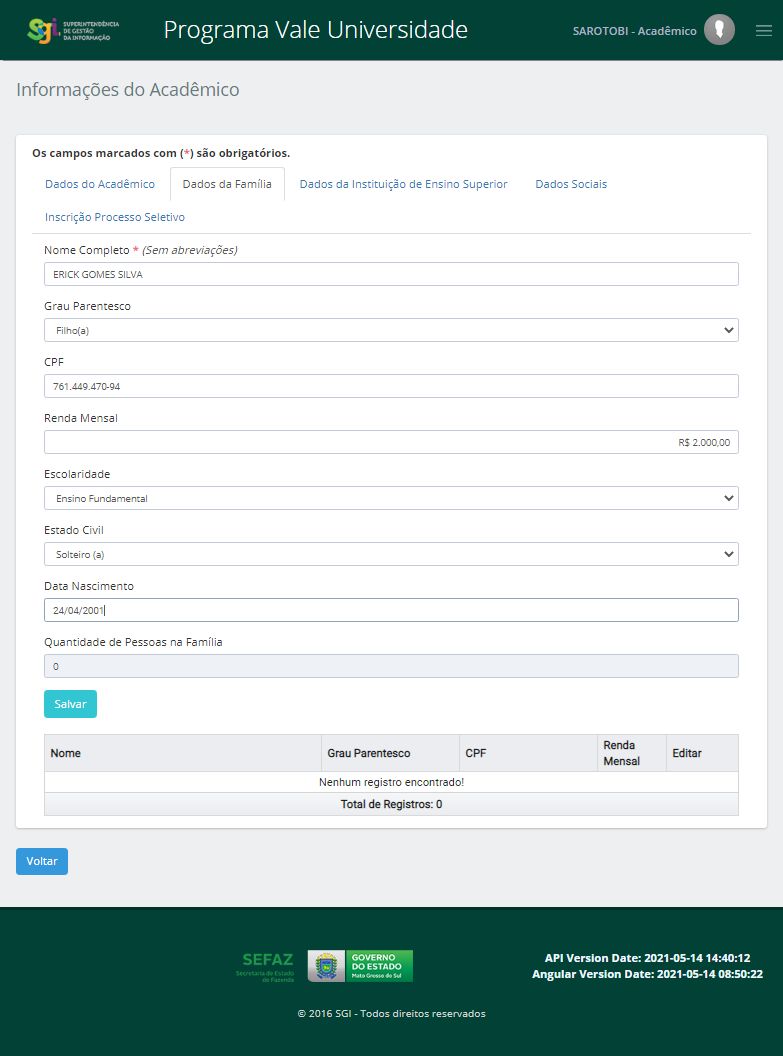 Sgi.
SUPERINTENDÊNCIA
DE GESTÃO
DA INFORMAÇÃO
Programa Vale Universidade
SAROTOBI - Acadêmico
Informações do Acadêmico
Os campos marcados com (*) são obrigatórios.
Dados do Acadêmico Dados da Família Dados da Instituição de Ensino Superior Dados Sociais
Inscrição Processo Seletivo
Nome Completo * (Sem abreviações)
ERICK GOMES SILVA
Grau Parentesco
Filho(a)
CPF
761.449.470-94
Renda Mensal
R$ 2.000,00
Escolaridade
Ensino Fundamental
Estado Civil
Solteiro (a)
Data Nascimento
24/04/2001
Quantidade de Pessoas na Família
0
Salvar
Nome Grau Parentesco CPF Renda Mensal Editar
Nenhum registro encontrado!
Total de Registros: 0
Voltar
SEFAZ
Secretaria de Estado
de Fazenda
GOVERNO
DO ESTADO
Mato Grosso do Sul
API Version Date: 2021-05-14 14:40:12
Angular Version Date: 2021-05-14 08:50:22
© 2016 SGI - Todos direitos reservados